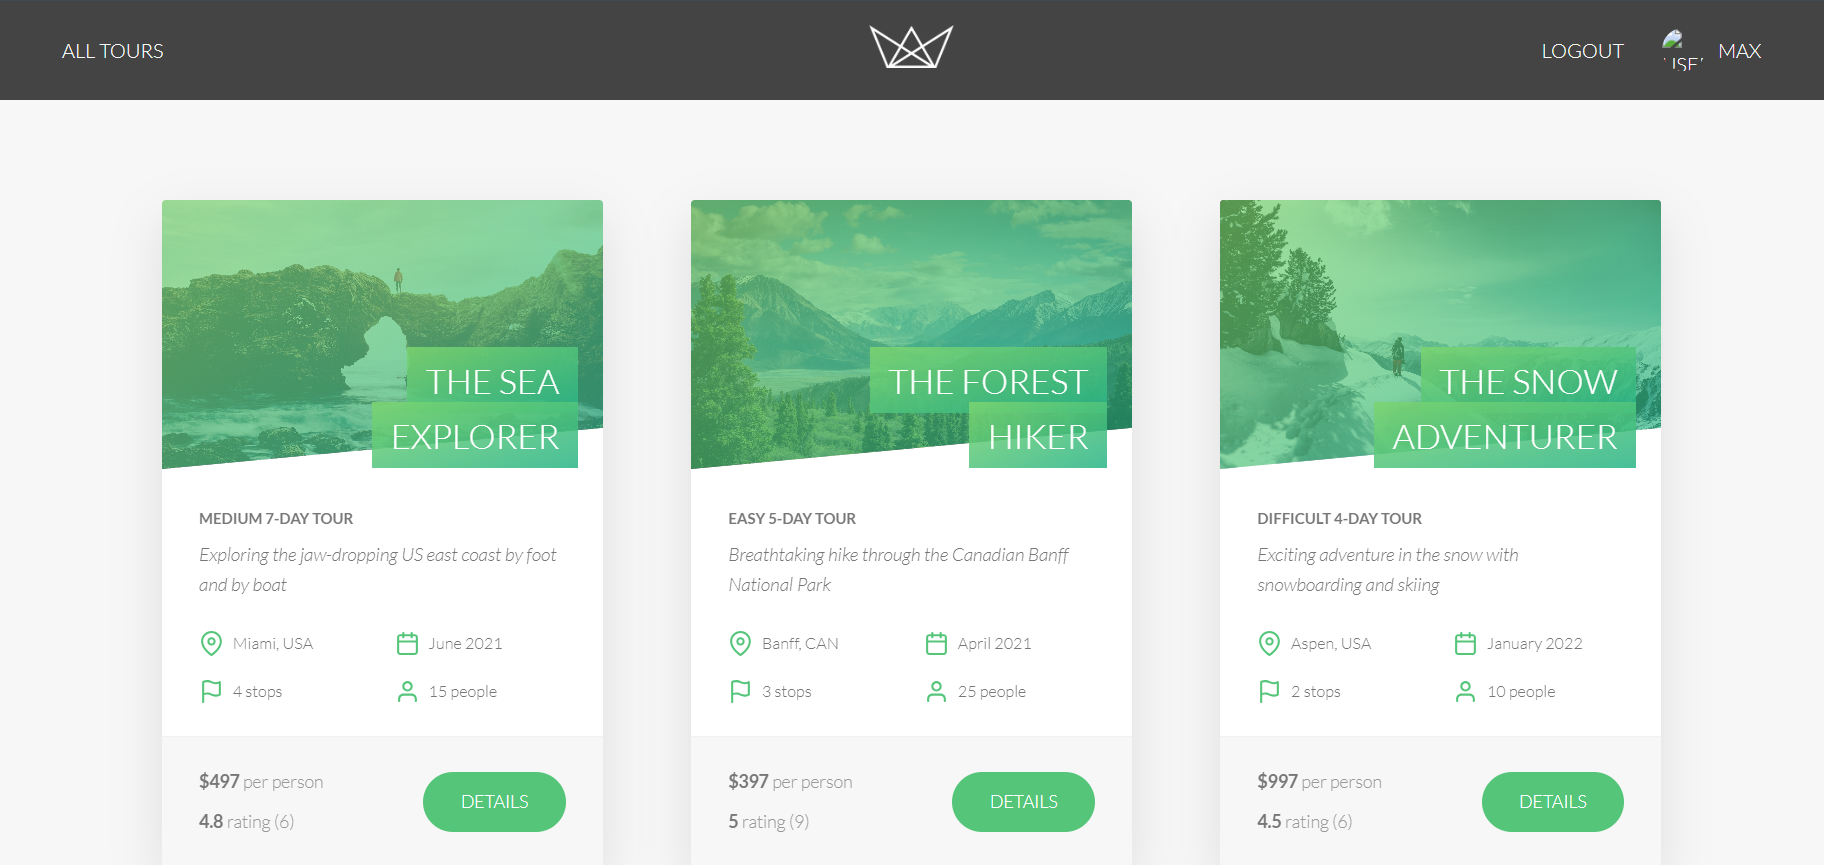 ALL TOURS
LOGOUT
MAX
THE SEA
EXPLORER
MEDIUM 7-DAY TOUR
Exploring the jaw-dropping US east coast by foot
and by boat
Miami, USA
June 2021
4 stops
15 people
$497 per person
4.8 rating (6)
DETAILS
THE FOREST
HIKER
EASY 5-DAY TOUR
Breathtaking hike through the Canadian Banff
National Park
Banff, CAN
April 2021
3 stops
25 people
$397 per person
5 rating (9)
DETAILS
THE SNOW
ADVENTURER
DIFFICULT 4-DAY TOUR
Exciting adventure in the snow with
snowboarding and skiing
Aspen, USA
January 2022
2 stops
10 people
$997 per person
4.5 rating (6)
DETAILS